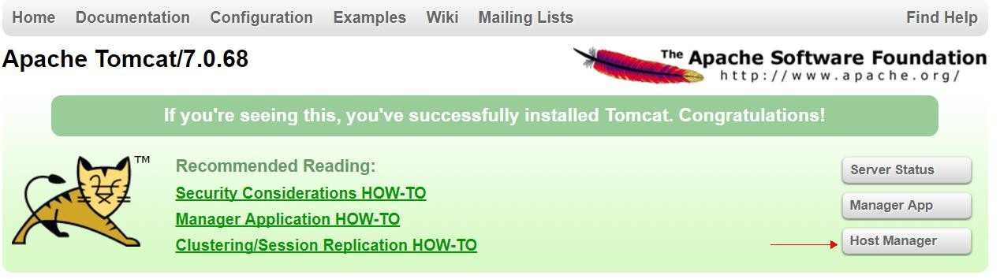 Home Documentation Configuration Examples Wiki Mailing Lists Find Help
Apache Tomcat/7.0.68
The Apache Software Foundation
http://www.apache.org/
If you're seeing this, you've successfully installed Tomcat. Congratulations!
TM
Recommended Reading:
Security Considerations HOW-TO
Manager Application HOW-TO
Clustering/Session Replication HOW-TO
Server Status
Manager App
Host Manager